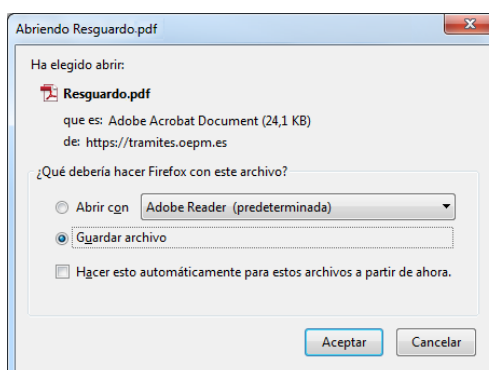 Abriendo Resguardo.pdf
Ha elegido abrir:
Resguardo.pdf
que es: Adobe Acrobat Document (24,1 KB)
de: https://tramites.oepm.es
¿Qué debería hacer Firefox con este archivo?
Abrir con Adobe Reader (predeterminada)
Guardar archivo
Hacer esto automáticamente para estos archivos a partir de ahora.
Aceptar Cancelar